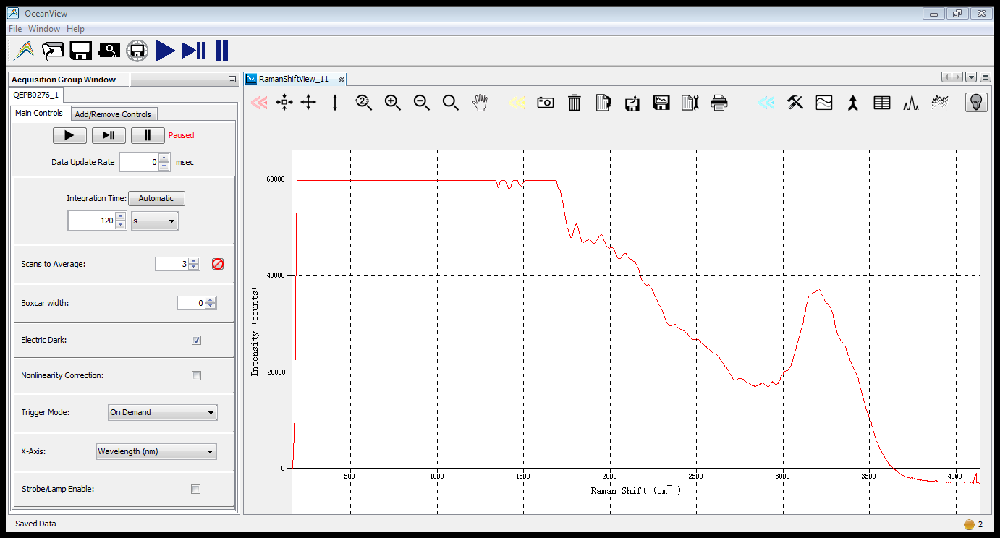 OceanView
File Window Help
Acquisition Group Window
QEPB0276_1
Main Controls
Add/Remove Controls
Paused
Data Update Rate 0 msec
Integration Time: Automatic
120 s
Scans to Average: 3
Boxcar width: 0
Electric Dark:
Nonlinearity Correction:
Trigger Mode: On Demand
X-Axis: Wavelength (nm)
Strobe/Lamp Enable:
RamanShiftView_11
2
60000
40000
20000
0
Intensity (counts)
500 1000 1500 2000 2500 3000 3500 4000
Raman Shift (cm⁻¹)
Saved Data
2